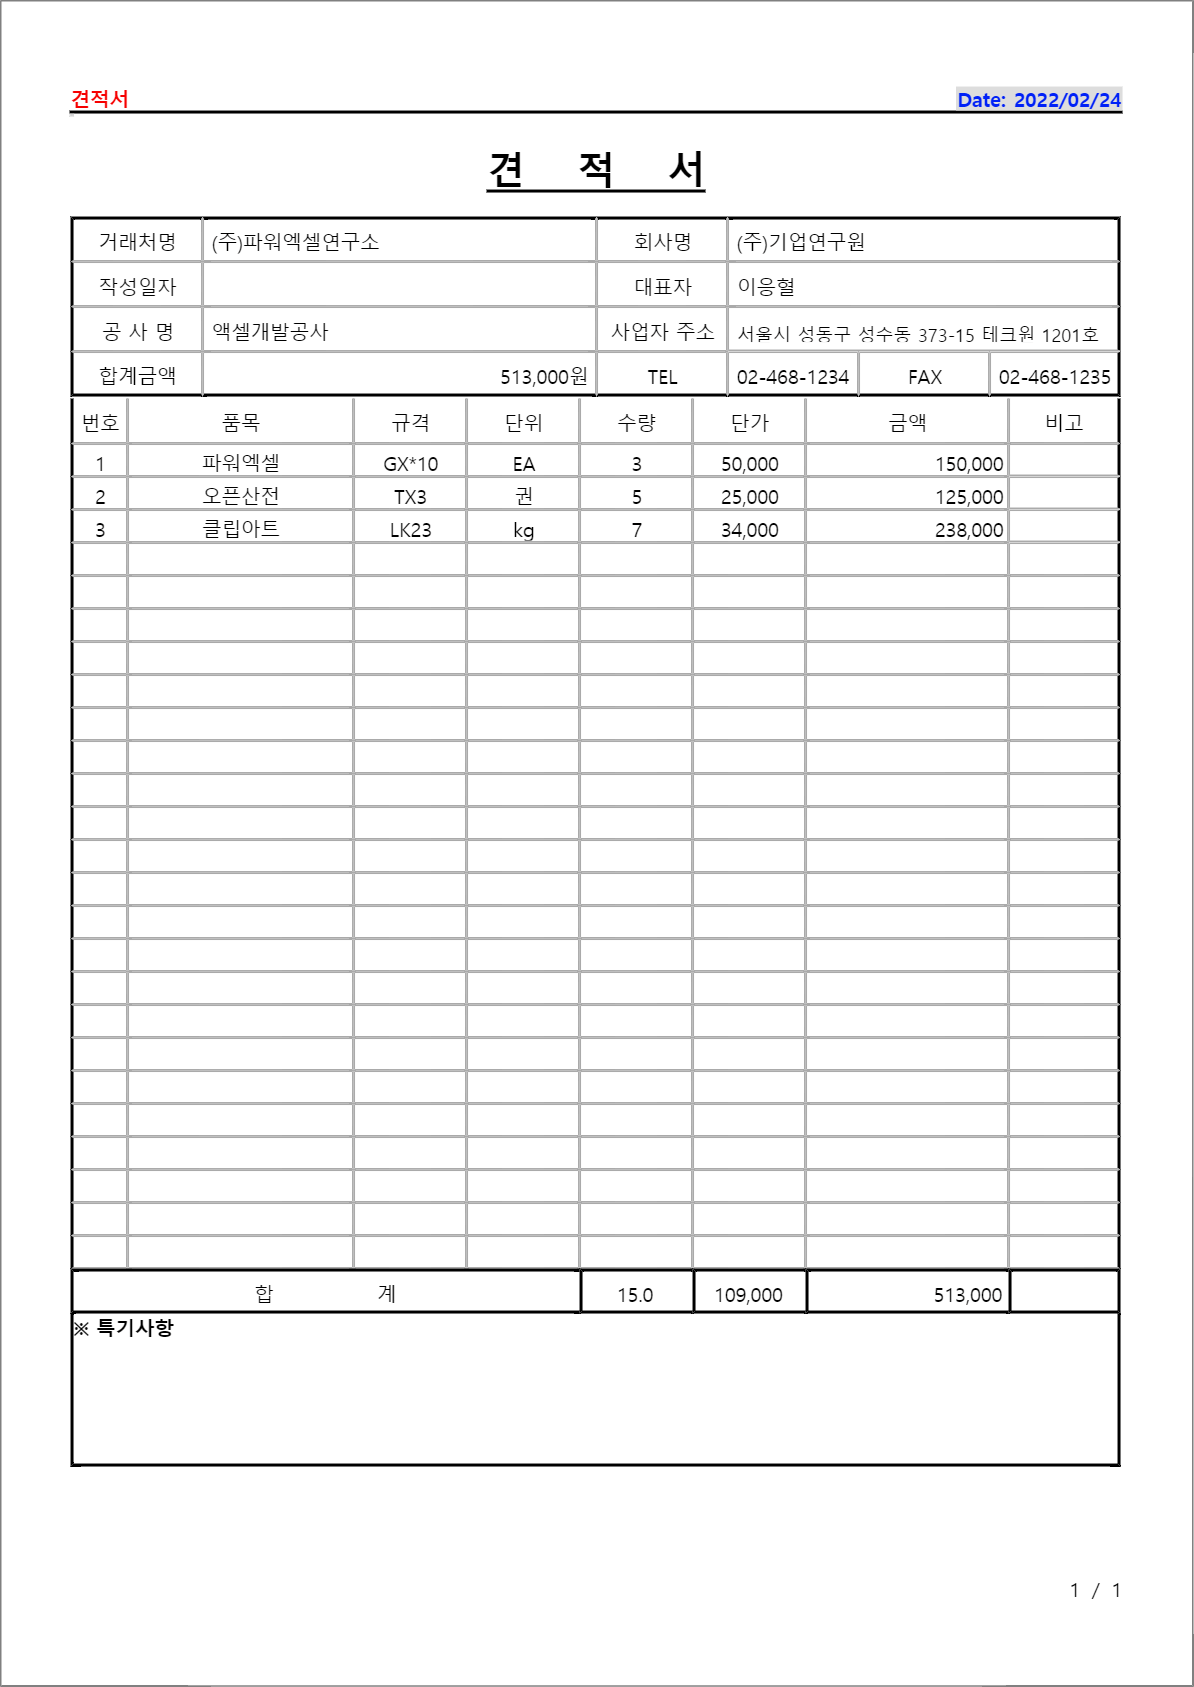 견적서 Date: 2022/02/24
견 적 서
거래처명 (주)파워엑셀연구소 회사명 (주)기업연구원
작성일자 대표자 이응혈
공 사 명 액셀개발공사 사업자 주소 서울시 성동구 성수동 373-15 테크원 1201호
합계금액 513,000원 TEL 02-468-1234 FAX 02-468-1235
번호 품목 규격 단위 수량 단가 금액 비고
1 파워엑셀 GX*10 EA 3 50,000 150,000
2 오픈산전 TX3 권 5 25,000 125,000
3 클립아트 LK23 kg 7 34,000 238,000
합 계 15.0 109,000 513,000
※ 특기사항
1 / 1